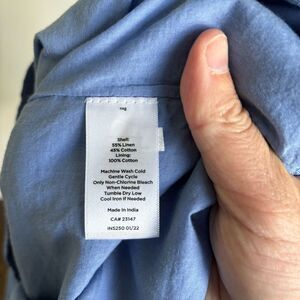 Shell:
55% Linen
45% Cotton
Lining:
100% Cotton
Machine Wash Cold
Gentle Cycle
Only Non-Chlorine Bleach
When Needed
Tumble Dry Low
Cool Iron If Needed
Made In India
CA# 23147
INS250 01/22